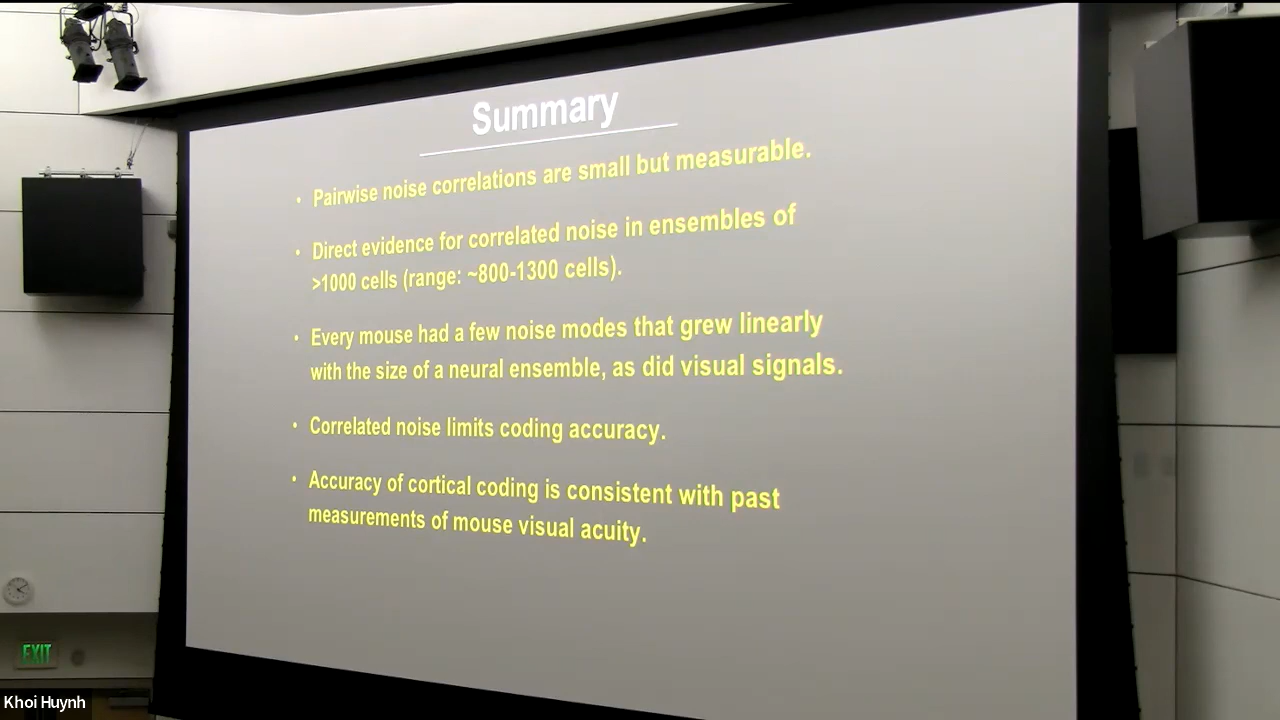 Summary
• Pairwise noise correlations are small but measurable.
• Direct evidence for correlated noise in ensembles of
>1000 cells (range: ~800-1300 cells).
• Every mouse had a few noise modes that grew linearly
with the size of a neural ensemble, as did visual signals.
• Correlated noise limits coding accuracy.
• Accuracy of cortical coding is consistent with past
measurements of mouse visual acuity.
EXIT
Khoi Huynh